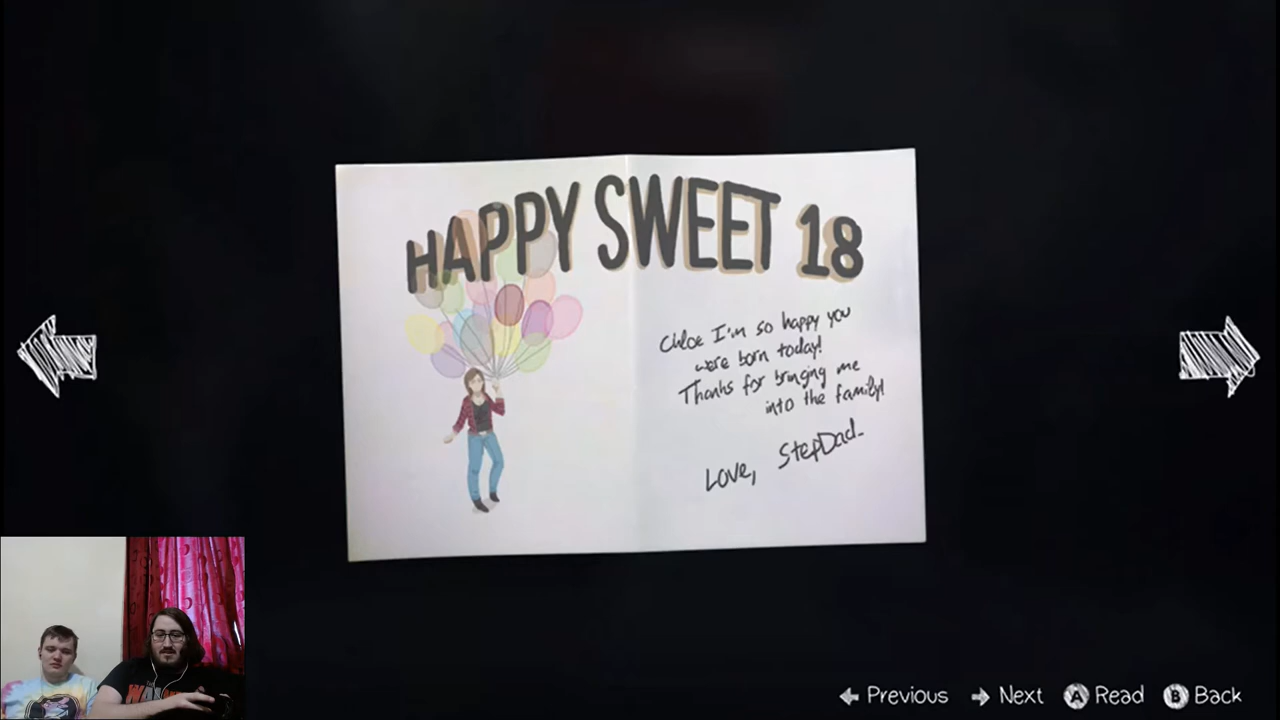 HAPPY SWEET 18
Chloe I'm so happy you
were born today!
Thanks for bringing me
into the family!
Love, StepDad
Previous Next A Read B Back